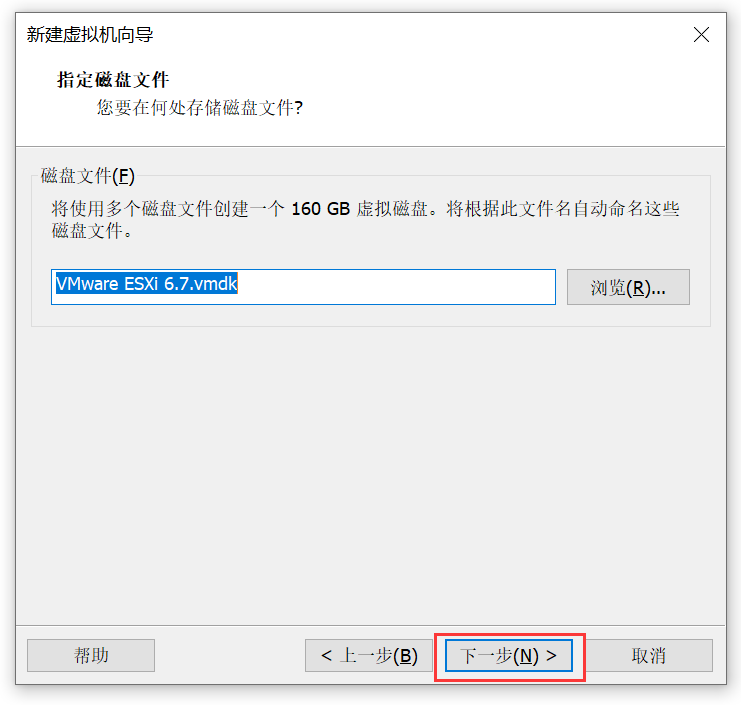 新建虚拟机向导
指定磁盘文件
您要在何处存储磁盘文件?
磁盘文件(F)
将使用多个磁盘文件创建一个 160 GB 虚拟磁盘。将根据此文件名自动命名这些
磁盘文件。
VMware ESXi 6.7.vmdk
浏览(R)...
帮助
< 上一步(B)
下一步(N) >
取消